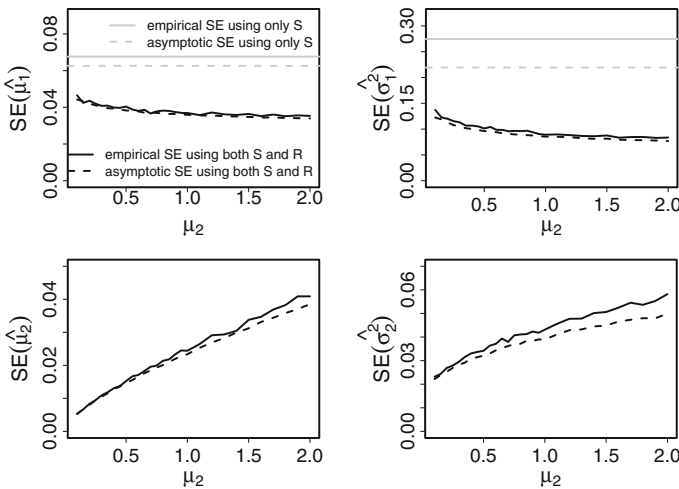 0.08
0.04
0.00
SE(μ̂₁)
empirical SE using only S
asymptotic SE using only S
empirical SE using both S and R
asymptotic SE using both S and R
0.5 1.0 1.5 2.0
μ₂
0.30
0.15
0.00
SE(σ̂₁²)
0.5 1.0 1.5 2.0
μ₂
0.04
0.02
0.00
SE(μ̂₂)
0.5 1.0 1.5 2.0
μ₂
0.06
0.03
0.00
SE(σ̂₂²)
0.5 1.0 1.5 2.0
μ₂